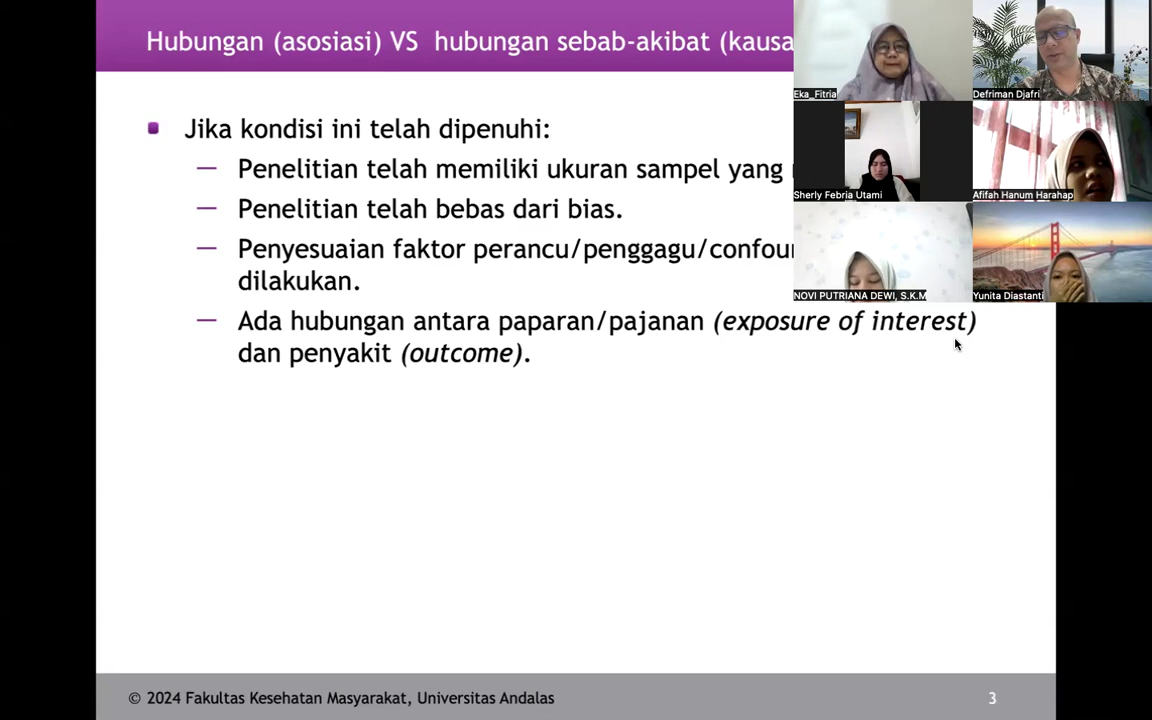 Hubungan (asosiasi) VS hubungan sebab-akibat (kausa
Jika kondisi ini telah dipenuhi:
— Penelitian telah memiliki ukuran sampel yang
— Penelitian telah bebas dari bias.
— Penyesuaian faktor perancu/penggagu/confour
dilakukan.
— Ada hubungan antara paparan/pajanan (exposure of interest)
dan penyakit (outcome).
Eka_Fitria
Defriman Djafri
Sherly Febria Utami
Afifah Hanum Harahap
NOVI PUTRIANA DEWI, S.K.M
Yunita Diastanti
© 2024 Fakultas Kesehatan Masyarakat, Universitas Andalas
3